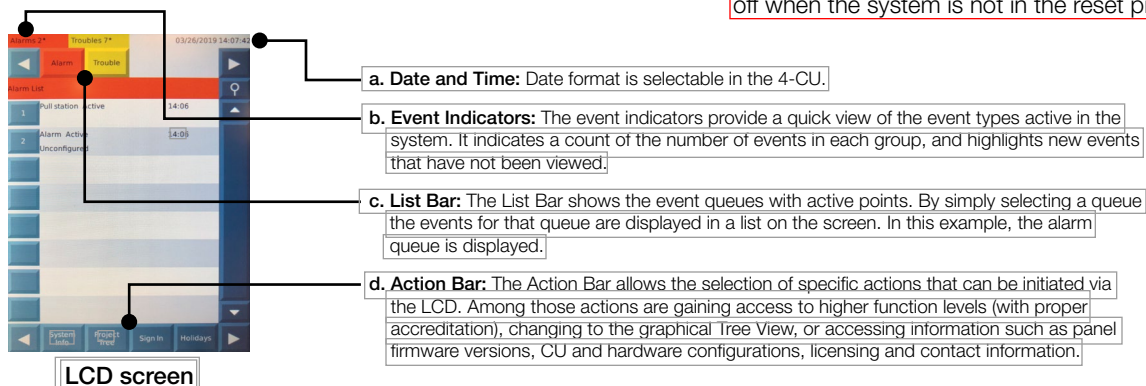 off when the system is not in the reset p
Alarms 2* Troubles 7* 03/26/2019 14:07:42
Alarm Trouble
Alarm List
1 Pull station Active 14:06
2 Alarm Active 14:06
Unconfigured
System Info Project Tree Sign In Holidays
LCD screen
a. Date and Time: Date format is selectable in the 4-CU.
b. Event Indicators: The event indicators provide a quick view of the event types active in the
system. It indicates a count of the number of events in each group, and highlights new events
that have not been viewed.
c. List Bar: The List Bar shows the event queues with active points. By simply selecting a queue
the events for that queue are displayed in a list on the screen. In this example, the alarm
queue is displayed.
d. Action Bar: The Action Bar allows the selection of specific actions that can be initiated via
the LCD. Among those actions are gaining access to higher function levels (with proper
accreditation), changing to the graphical Tree View, or accessing information such as panel
firmware versions, CU and hardware configurations, licensing and contact information.